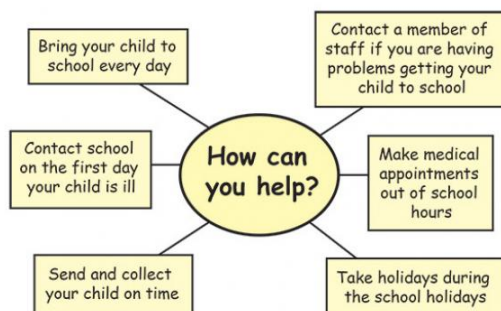 How can
you help?
Bring your child to
school every day
Contact a member of
staff if you are having
problems getting your
child to school
Contact school
on the first day
your child is ill
Make medical
appointments
out of school
hours
Send and collect
your child on time
Take holidays during
the school holidays